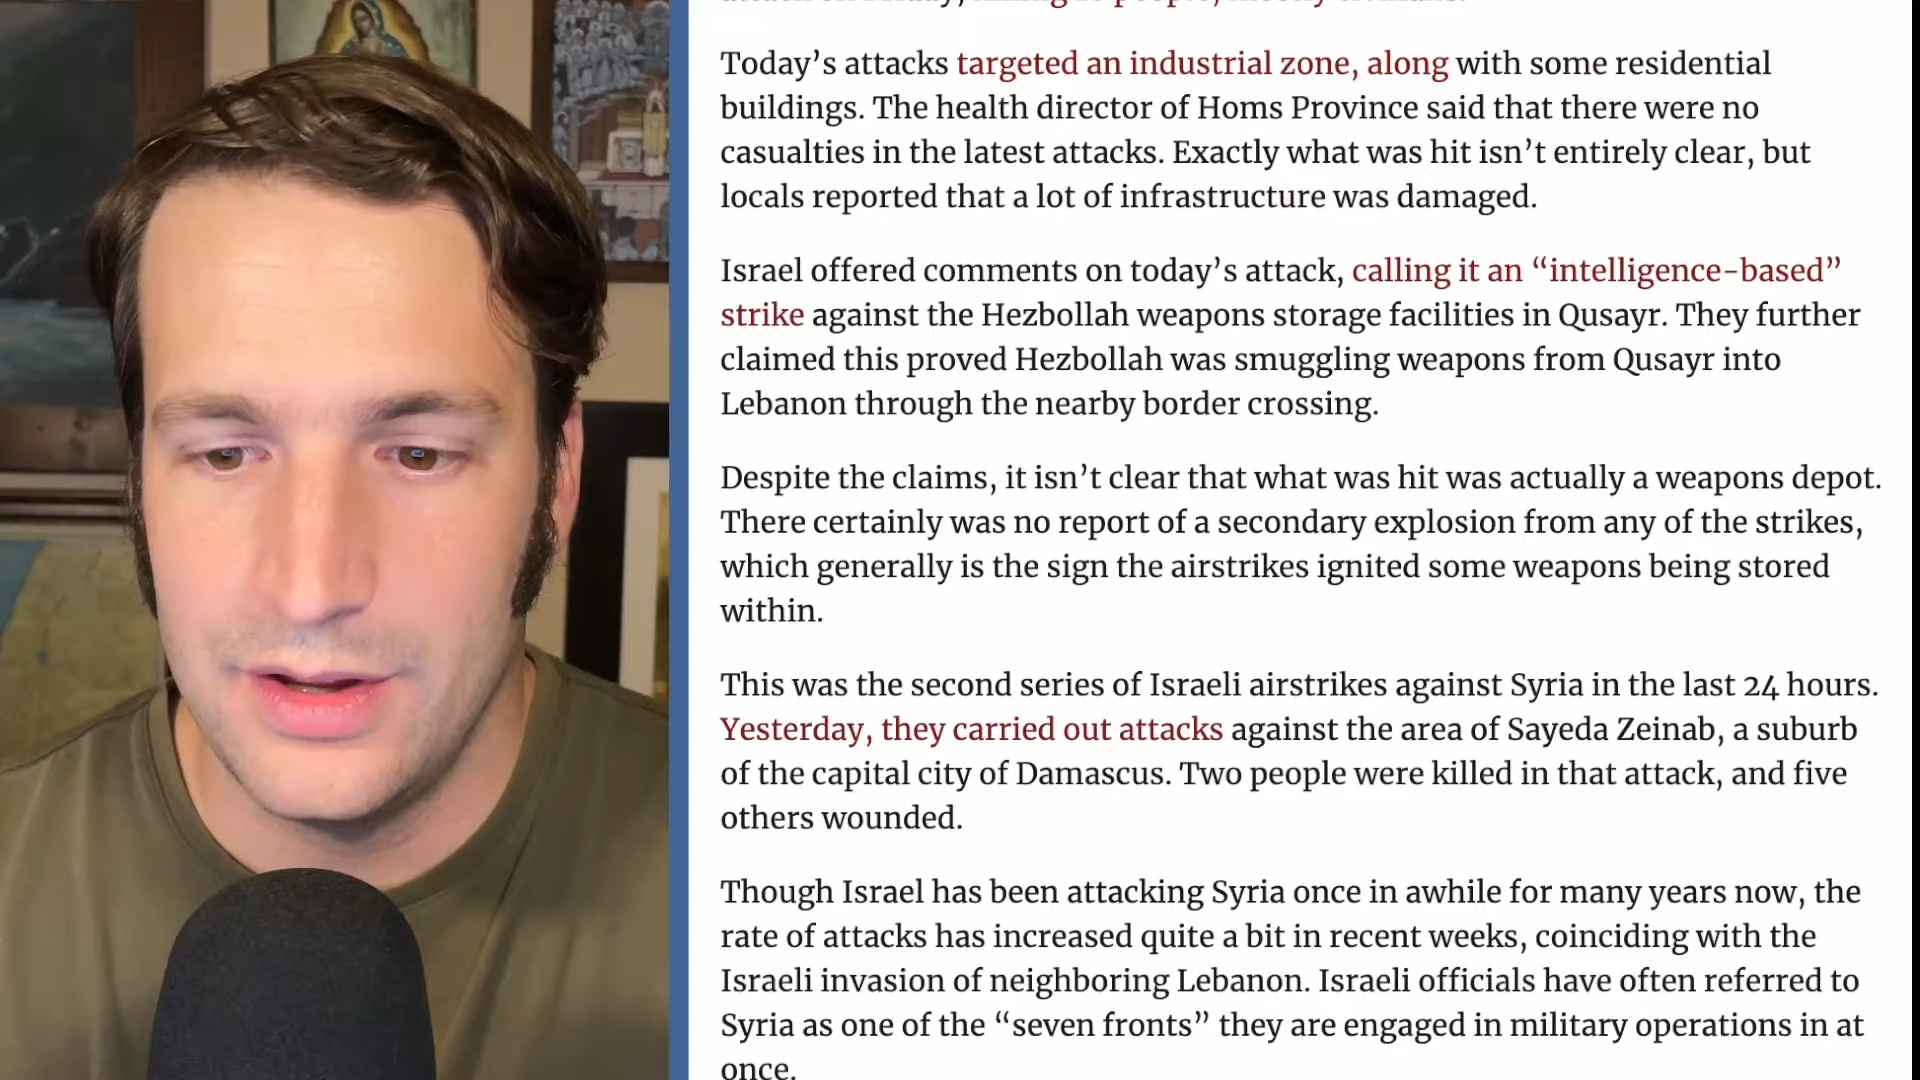 Today’s attacks targeted an industrial zone, along with some residential
buildings. The health director of Homs Province said that there were no
casualties in the latest attacks. Exactly what was hit isn’t entirely clear, but
locals reported that a lot of infrastructure was damaged.
Israel offered comments on today’s attack, calling it an “intelligence-based”
strike against the Hezbollah weapons storage facilities in Qusayr. They further
claimed this proved Hezbollah was smuggling weapons from Qusayr into
Lebanon through the nearby border crossing.
Despite the claims, it isn’t clear that what was hit was actually a weapons depot.
There certainly was no report of a secondary explosion from any of the strikes,
which generally is the sign the airstrikes ignited some weapons being stored
within.
This was the second series of Israeli airstrikes against Syria in the last 24 hours.
Yesterday, they carried out attacks against the area of Sayeda Zeinab, a suburb
of the capital city of Damascus. Two people were killed in that attack, and five
others wounded.
Though Israel has been attacking Syria once in awhile for many years now, the
rate of attacks has increased quite a bit in recent weeks, coinciding with the
Israeli invasion of neighboring Lebanon. Israeli officials have often referred to
Syria as one of the “seven fronts” they are engaged in military operations in at
once.